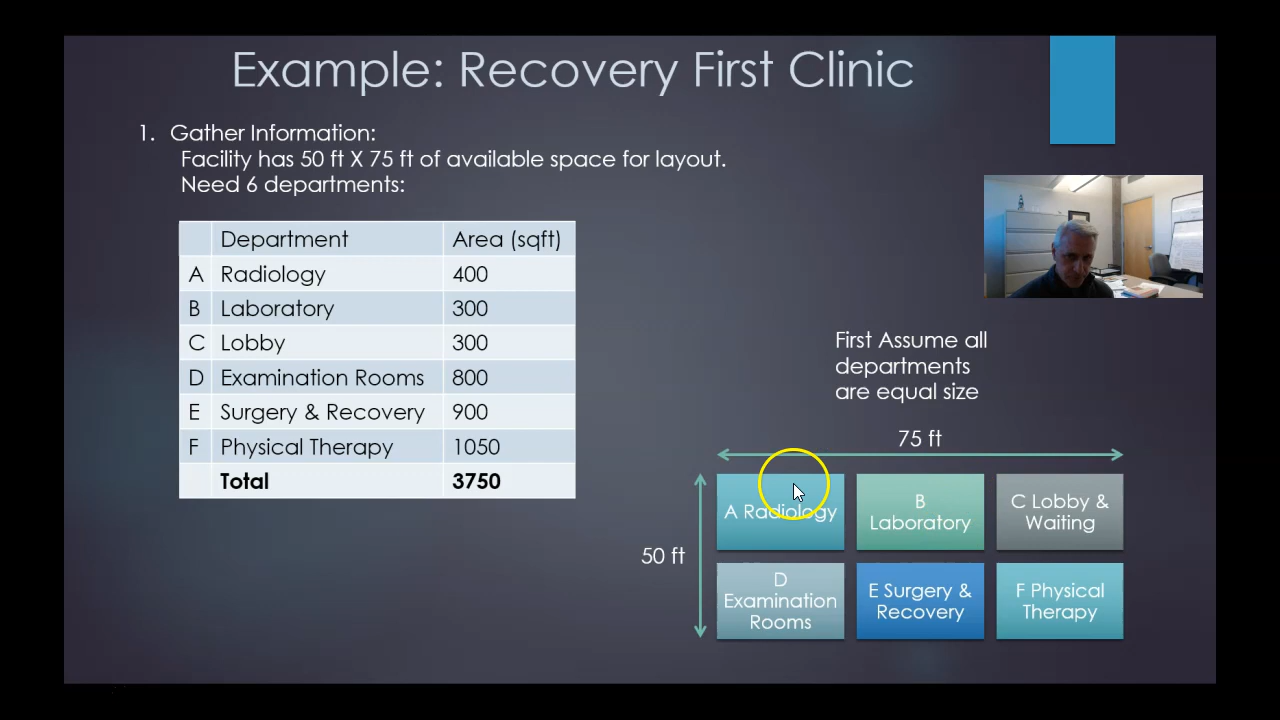 Example: Recovery First Clinic
1. Gather Information:
Facility has 50 ft X 75 ft of available space for layout.
Need 6 departments:
Department Area (sqft)
A Radiology 400
B Laboratory 300
C Lobby 300
D Examination Rooms 800
E Surgery & Recovery 900
F Physical Therapy 1050
Total 3750
First Assume all
departments
are equal size
75 ft
50 ft
A Radiology
B
Laboratory
C Lobby &
Waiting
D
Examination
Rooms
E Surgery &
Recovery
F Physical
Therapy